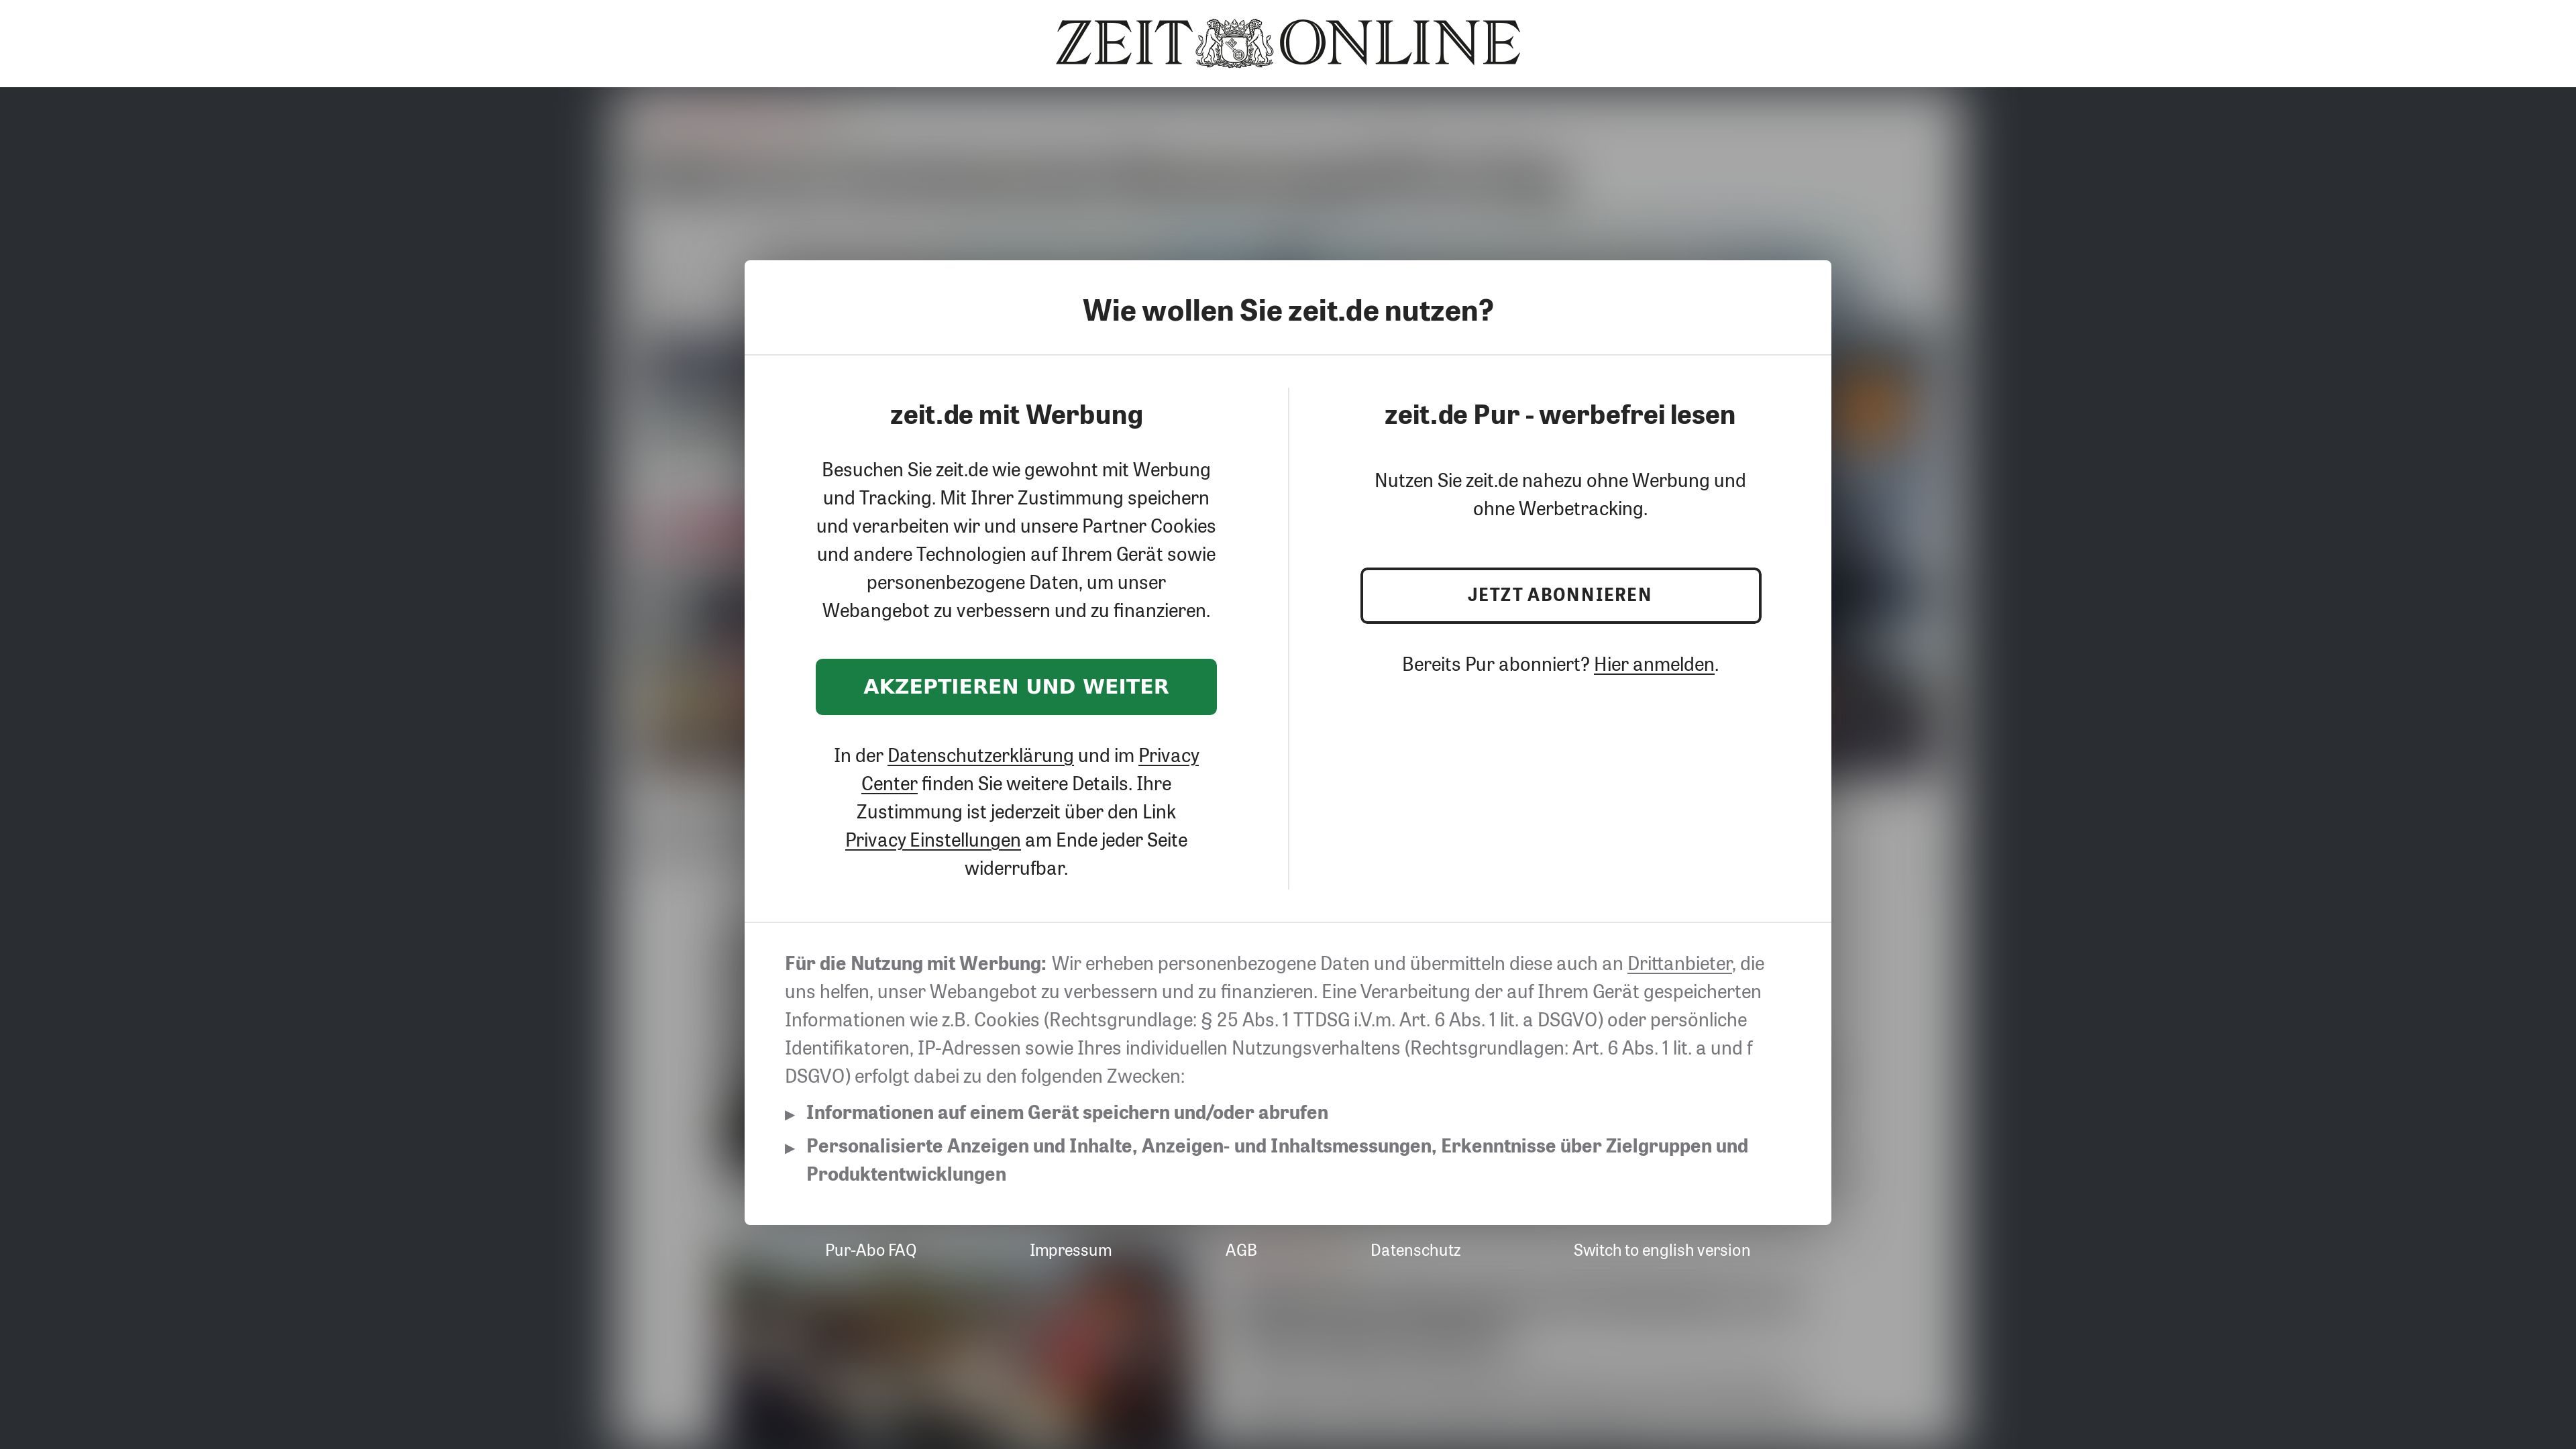 ZEIT ONLINE
Wie wollen Sie zeit.de nutzen?
zeit.de mit Werbung
Besuchen Sie zeit.de wie gewohnt mit Werbung
und Tracking. Mit Ihrer Zustimmung speichern
und verarbeiten wir und unsere Partner Cookies
und andere Technologien auf Ihrem Gerät sowie
personenbezogene Daten, um unser
Webangebot zu verbessern und zu finanzieren.
AKZEPTIEREN UND WEITER
In der Datenschutzerklärung und im Privacy
Center finden Sie weitere Details. Ihre
Zustimmung ist jederzeit über den Link
Privacy Einstellungen am Ende jeder Seite
widerrufbar.
zeit.de Pur - werbefrei lesen
Nutzen Sie zeit.de nahezu ohne Werbung und
ohne Werbetracking.
JETZT ABONNIEREN
Bereits Pur abonniert? Hier anmelden.
Für die Nutzung mit Werbung: Wir erheben personenbezogene Daten und übermitteln diese auch an Drittanbieter, die
uns helfen, unser Webangebot zu verbessern und zu finanzieren. Eine Verarbeitung der auf Ihrem Gerät gespeicherten
Informationen wie z.B. Cookies (Rechtsgrundlage: § 25 Abs. 1 TTDSG i.V.m. Art. 6 Abs. 1 lit. a DSGVO) oder persönliche
Identifikatoren, IP-Adressen sowie Ihres individuellen Nutzungsverhaltens (Rechtsgrundlagen: Art. 6 Abs. 1 lit. a und f
DSGVO) erfolgt dabei zu den folgenden Zwecken:
▶ Informationen auf einem Gerät speichern und/oder abrufen
▶ Personalisierte Anzeigen und Inhalte, Anzeigen- und Inhaltsmessungen, Erkenntnisse über Zielgruppen und
Produktentwicklungen
Pur-Abo FAQ Impressum AGB Datenschutz Switch to english version